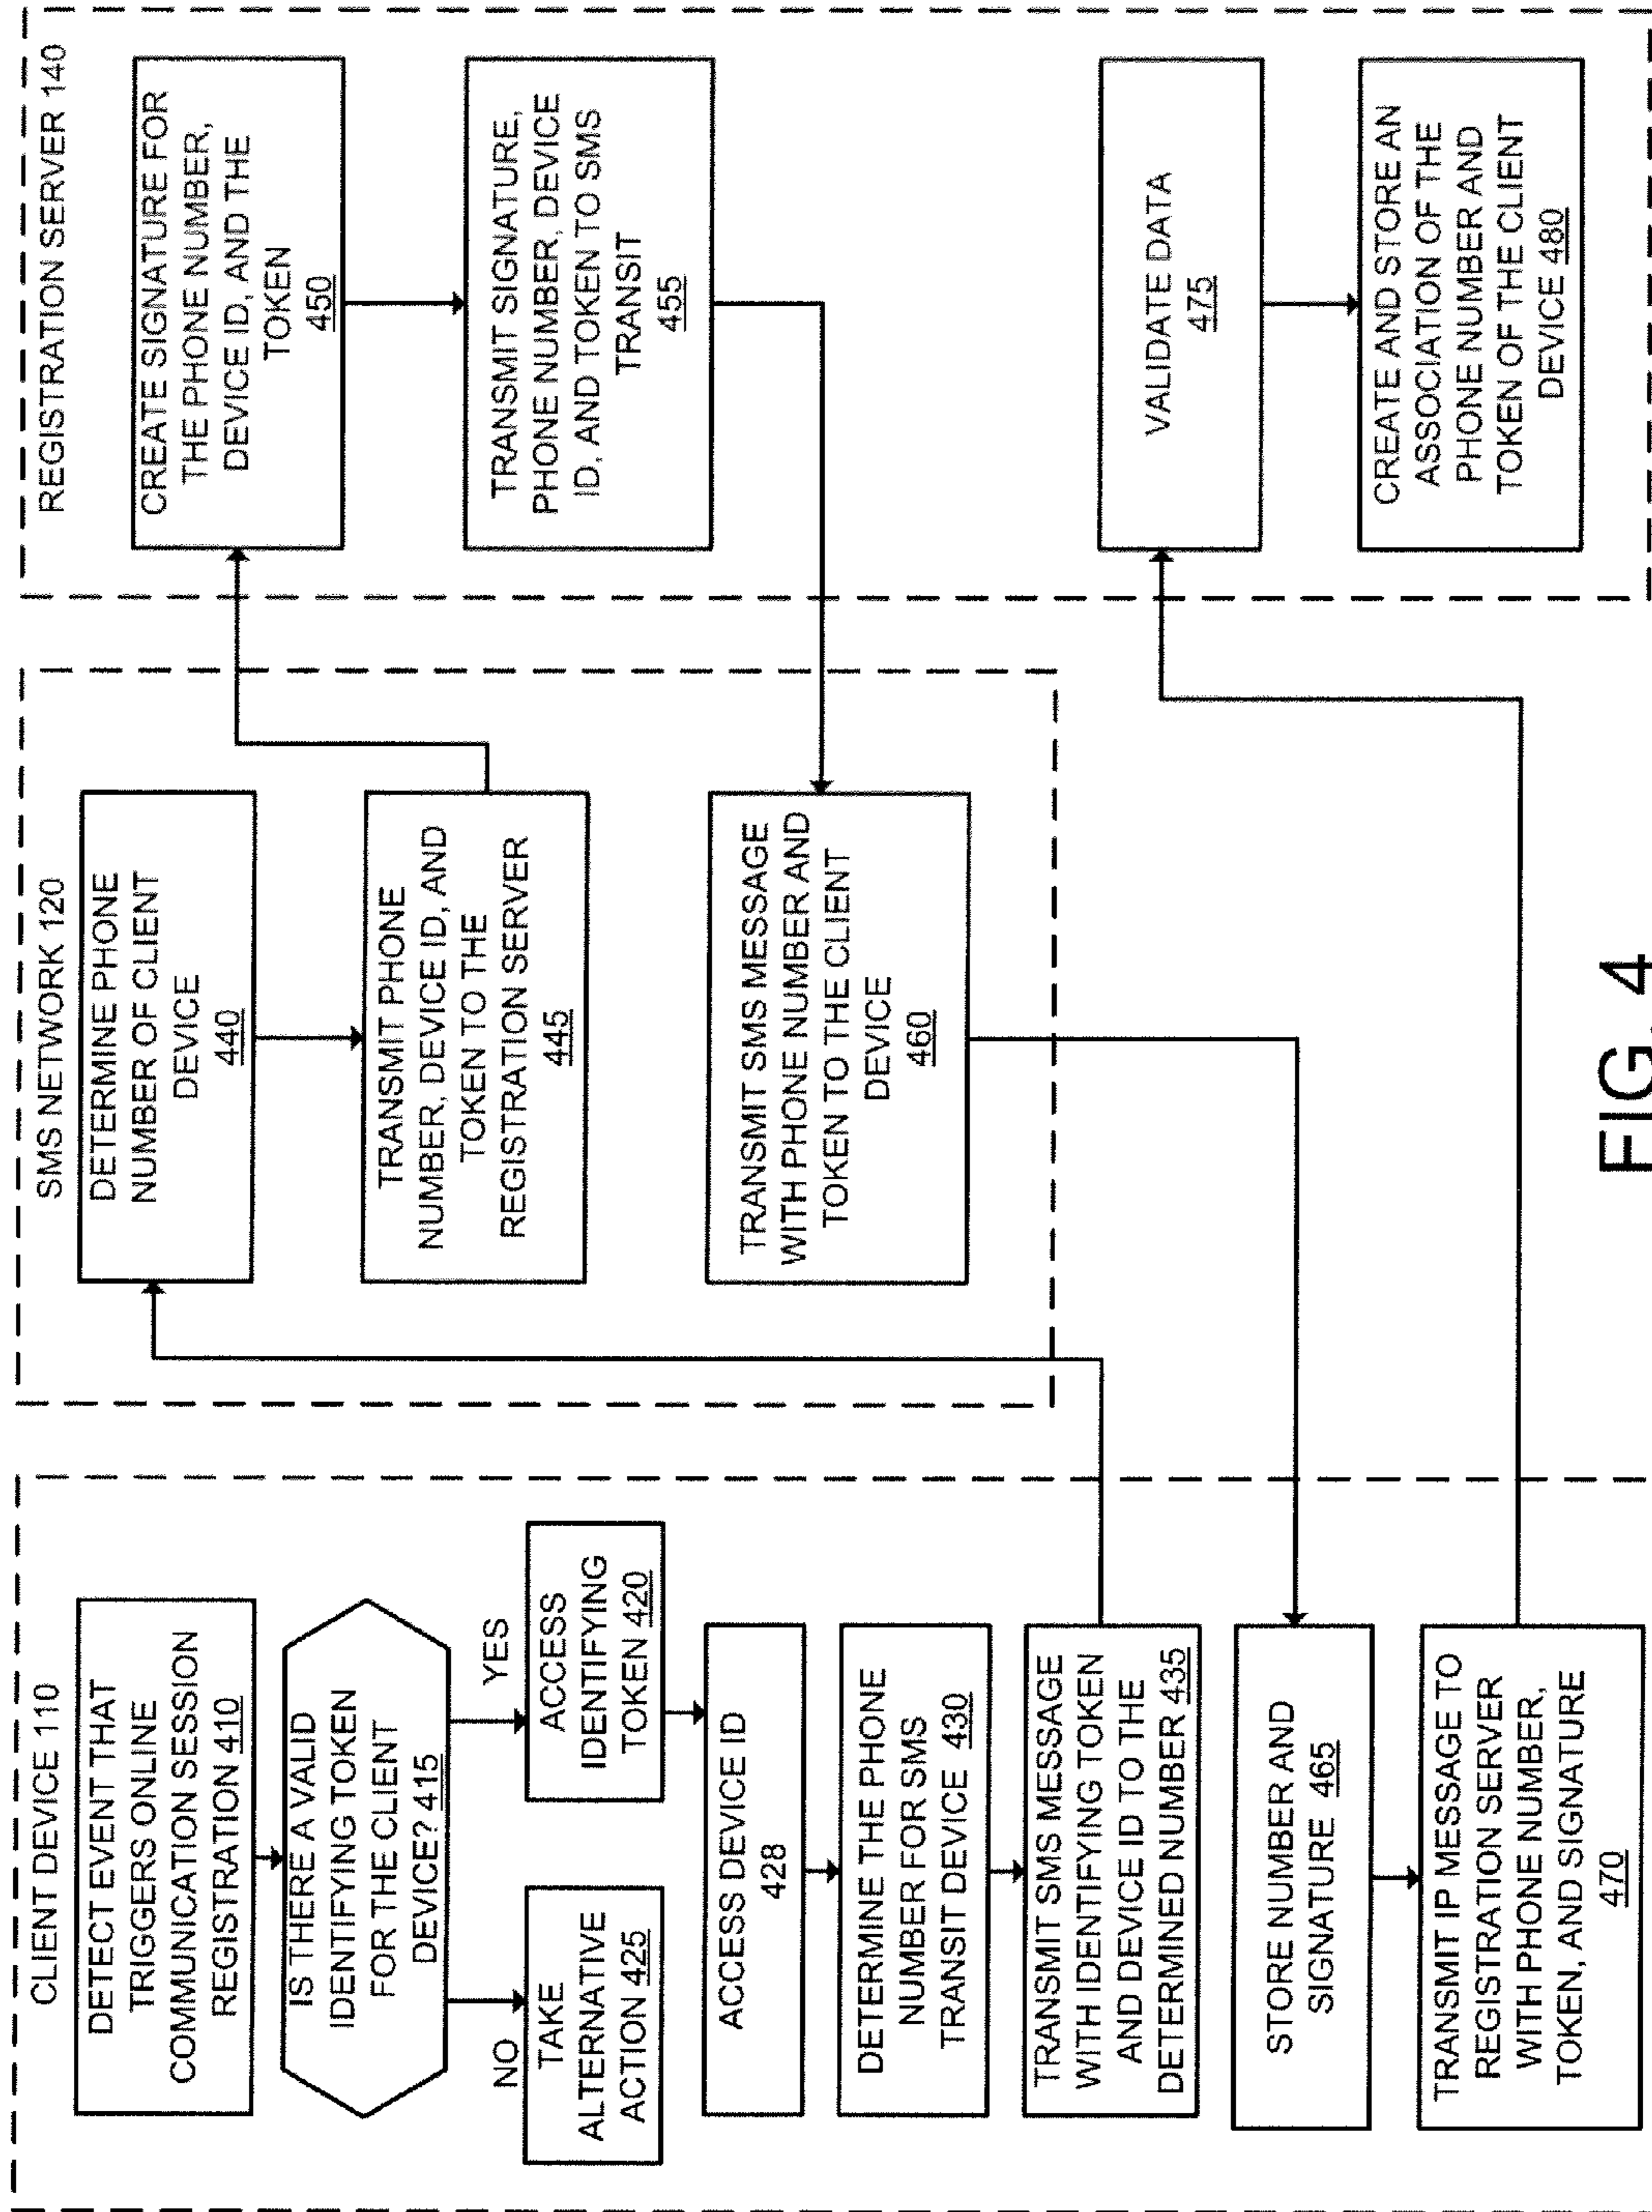 CLIENT DEVICE 110
DETECT EVENT THAT
TRIGGERS ONLINE
COMMUNICATION SESSION
REGISTRATION 410
IS THERE A VALID
IDENTIFYING TOKEN
FOR THE CLIENT
DEVICE? 415
NO
YES
TAKE
ALTERNATIVE
ACTION 425
ACCESS
IDENTIFYING
TOKEN 420
ACCESS DEVICE ID
428
DETERMINE THE PHONE
NUMBER FOR SMS
TRANSIT DEVICE 430
TRANSMIT SMS MESSAGE
WITH IDENTIFYING TOKEN
AND DEVICE ID TO THE
DETERMINED NUMBER 435
STORE NUMBER AND
SIGNATURE 465
TRANSMIT IP MESSAGE TO
REGISTRATION SERVER
WITH PHONE NUMBER,
TOKEN, AND SIGNATURE
470
SMS NETWORK 120
DETERMINE PHONE
NUMBER OF CLIENT
DEVICE
440
TRANSMIT PHONE
NUMBER, DEVICE ID, AND
TOKEN TO THE
REGISTRATION SERVER
445
TRANSMIT SMS MESSAGE
WITH PHONE NUMBER AND
TOKEN TO THE CLIENT
DEVICE
460
REGISTRATION SERVER 140
CREATE SIGNATURE FOR
THE PHONE NUMBER,
DEVICE ID, AND THE
TOKEN
450
TRANSMIT SIGNATURE,
PHONE NUMBER, DEVICE
ID, AND TOKEN TO SMS
TRANSIT
455
VALIDATE DATA
475
CREATE AND STORE AN
ASSOCIATION OF THE
PHONE NUMBER AND
TOKEN OF THE CLIENT
DEVICE 480
FIG. 4